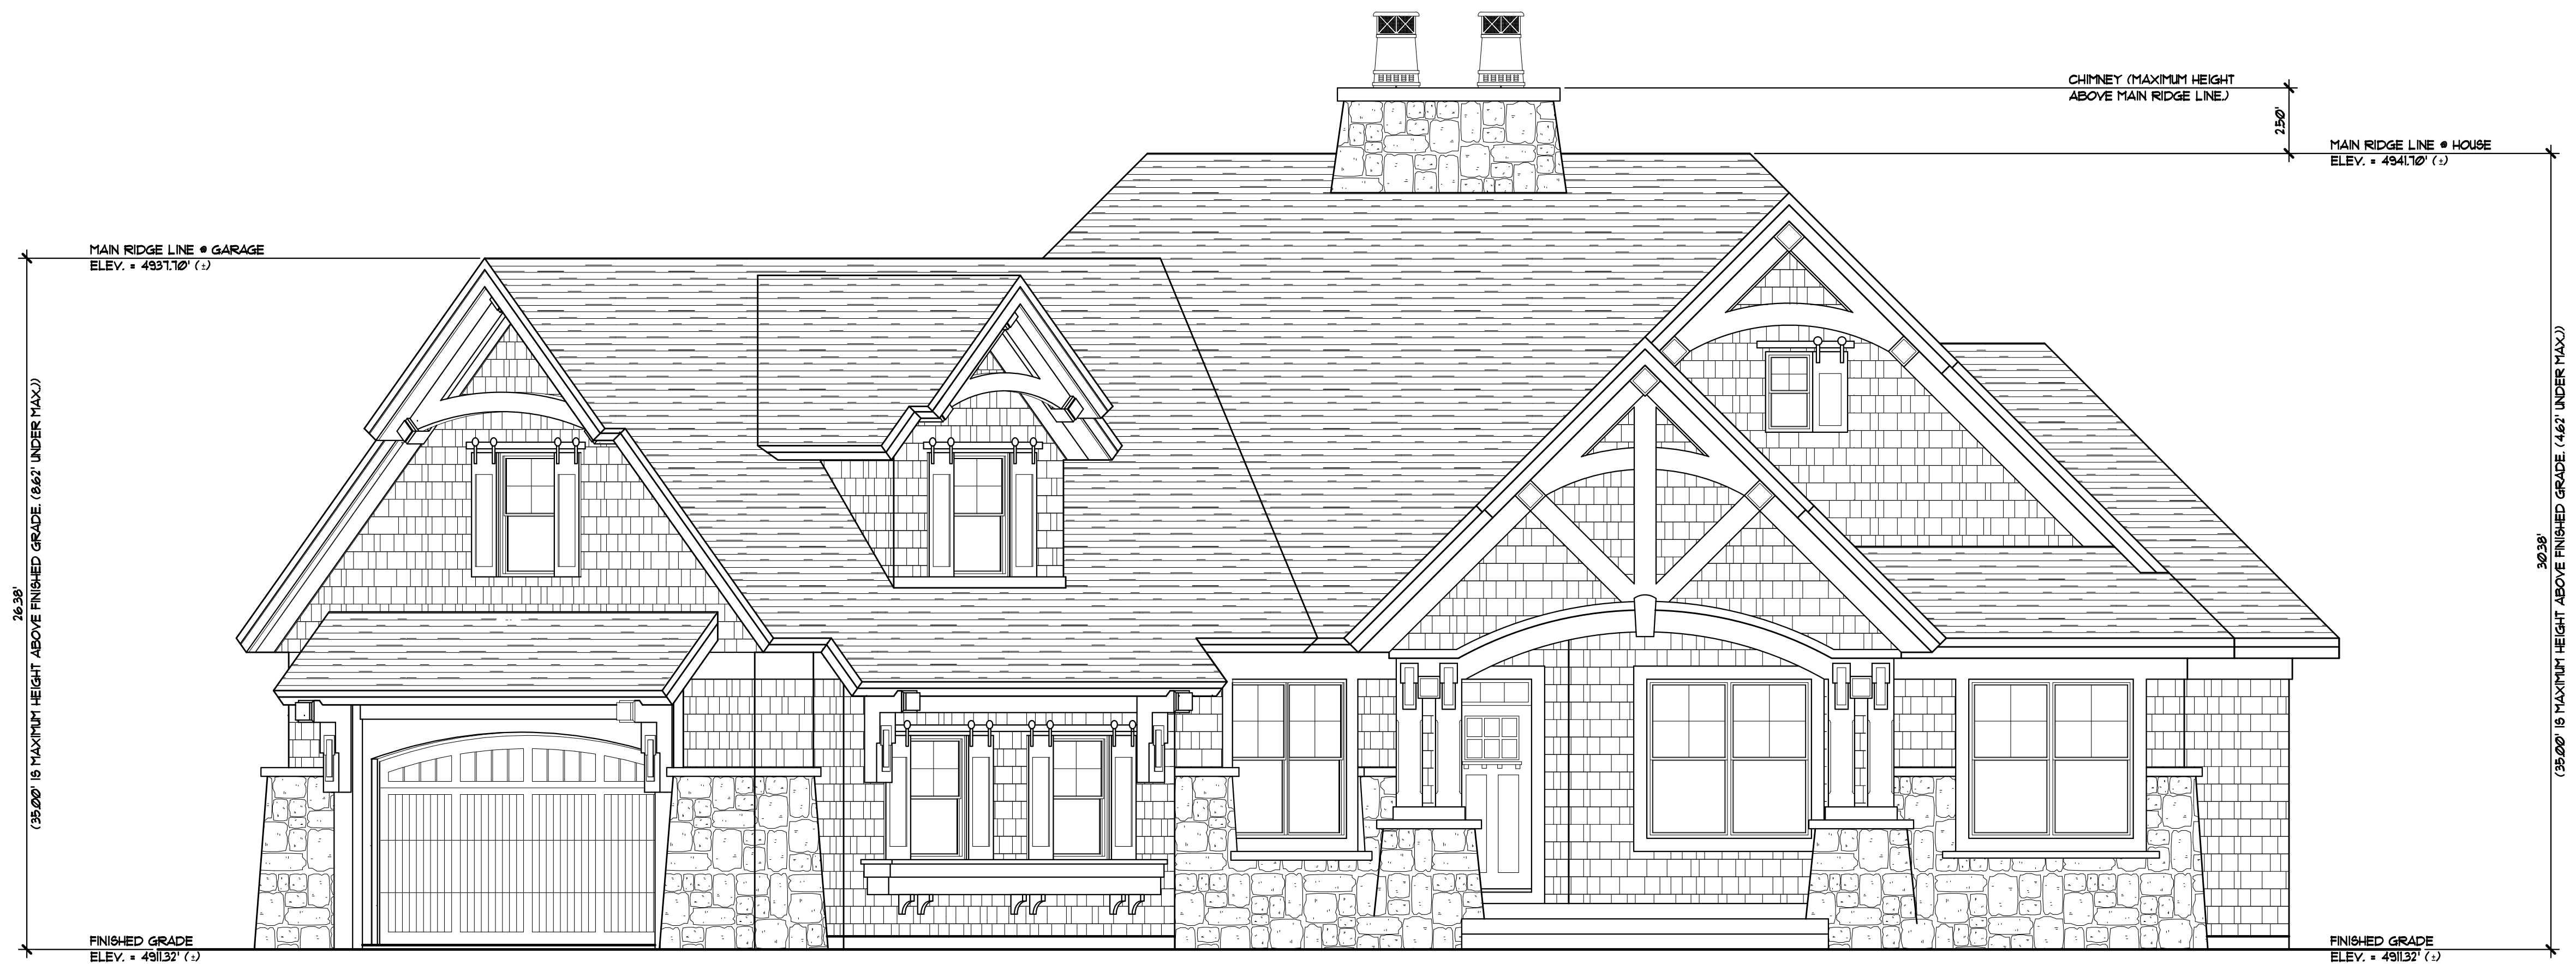 CHIMNEY (MAXIMUM HEIGHT
ABOVE MAIN RIDGE LINE.)
2.50'
MAIN RIDGE LINE @ HOUSE
ELEV. = 4941.70' (±)
MAIN RIDGE LINE @ GARAGE
ELEV. = 4937.70' (±)
26.38'
(35.00' IS MAXIMUM HEIGHT ABOVE FINISHED GRADE. (8.62' UNDER MAX.))
30.38'
(35.00' IS MAXIMUM HEIGHT ABOVE FINISHED GRADE. (4.62' UNDER MAX.))
FINISHED GRADE
ELEV. = 4911.32' (±)
FINISHED GRADE
ELEV. = 4911.32' (±)